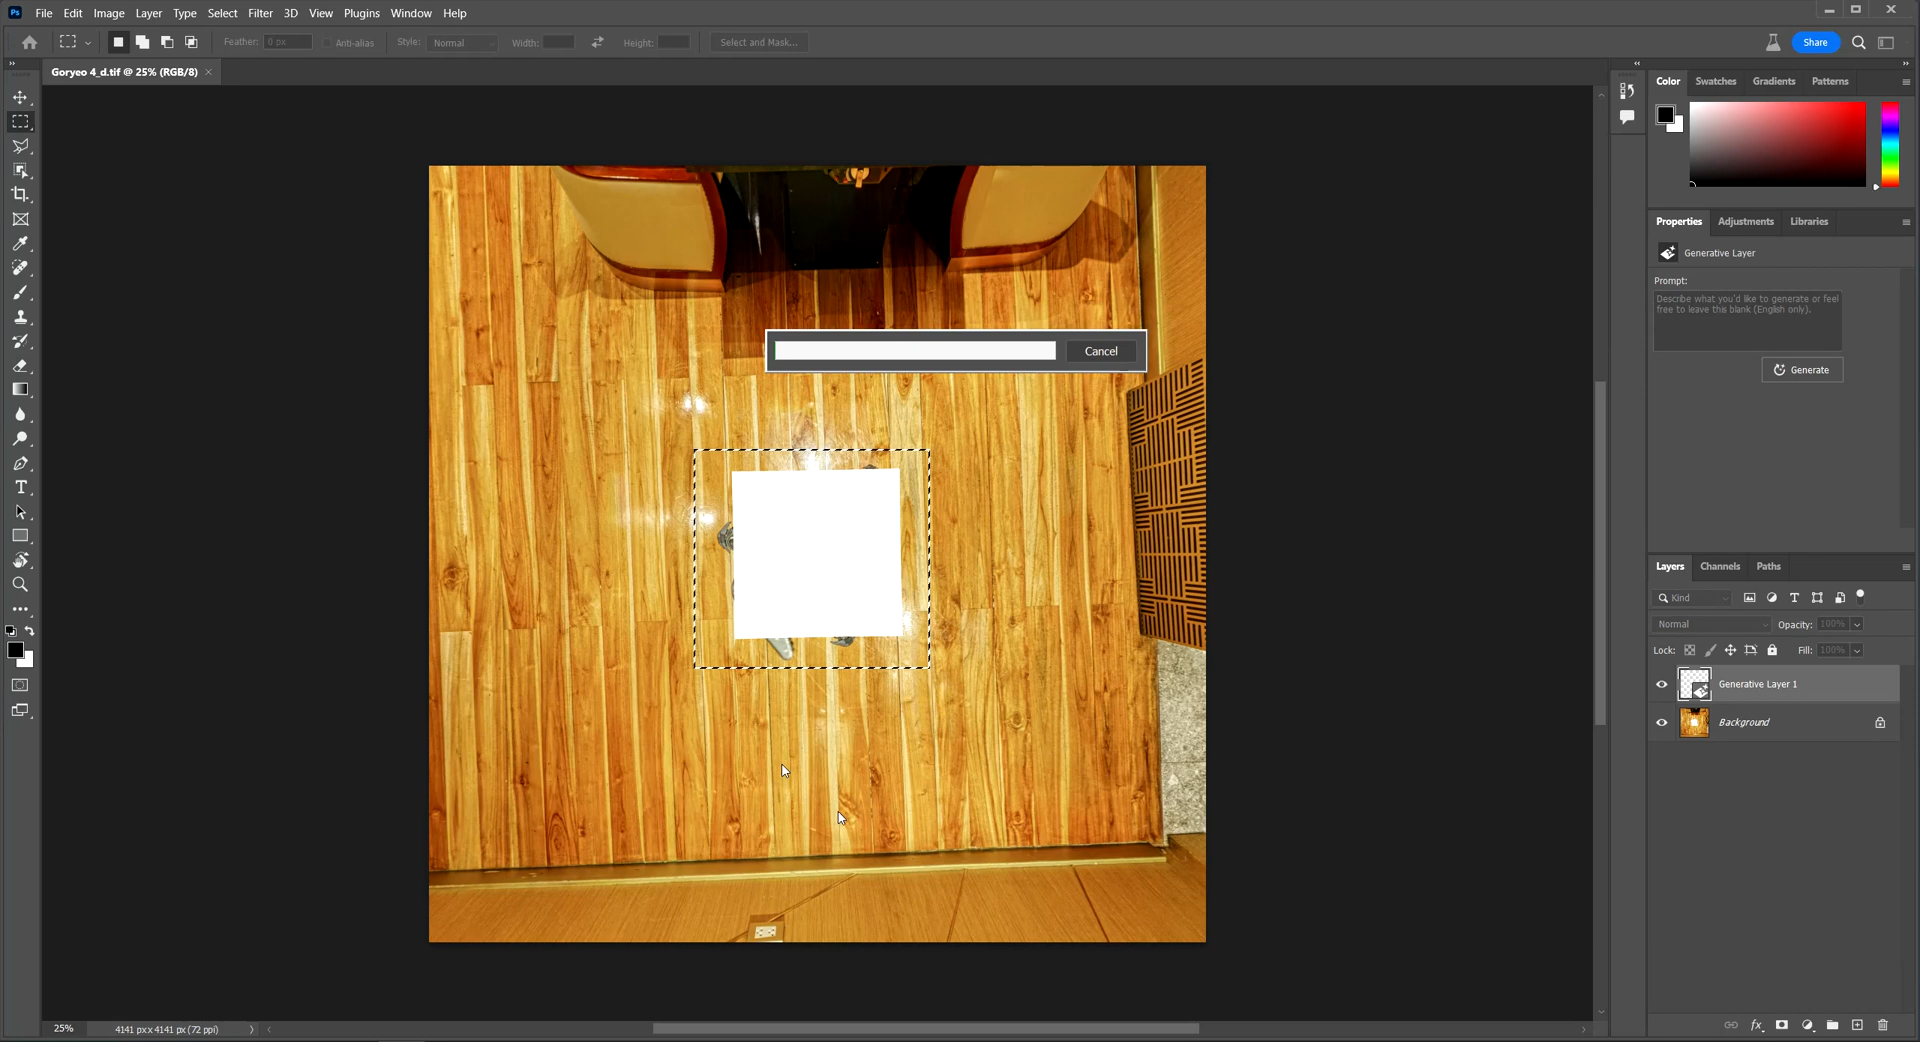 Ps File Edit Image Layer Type Select Filter 3D View Plugins Window Help
Feather: 0 px Anti-alias Style: Normal Width: Height: Select and Mask... Share
Goryeo 4_d.tif @ 25% (RGB/8)
Color Swatches Gradients Patterns
Properties Adjustments Libraries
Generative Layer
Prompt:
Describe what you'd like to generate or feel
free to leave this blank (English only).
Generate
Cancel
Layers Channels Paths
Kind
Normal Opacity: 100%
Lock: Fill: 100%
Generative Layer 1
Background
fx
25% 4141 px x 4141 px (72 ppi)